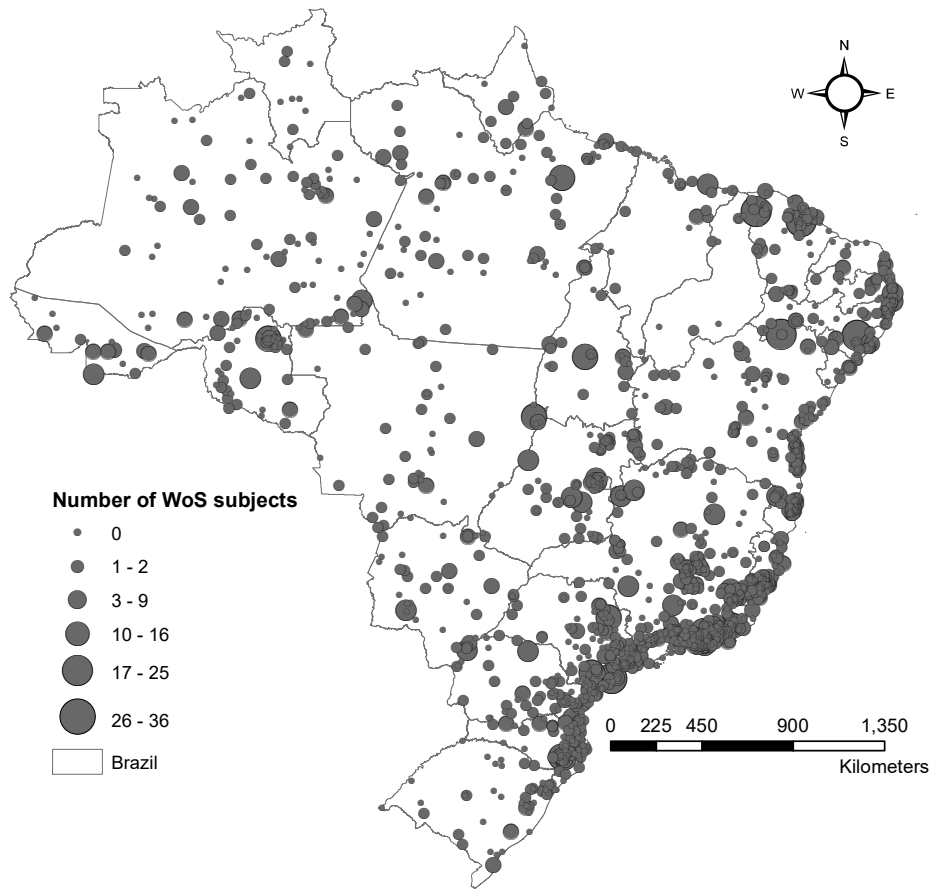 N
W E
S
Number of WoS subjects
0
1 - 2
3 - 9
10 - 16
17 - 25
26 - 36
Brazil
0 225 450 900 1,350
Kilometers